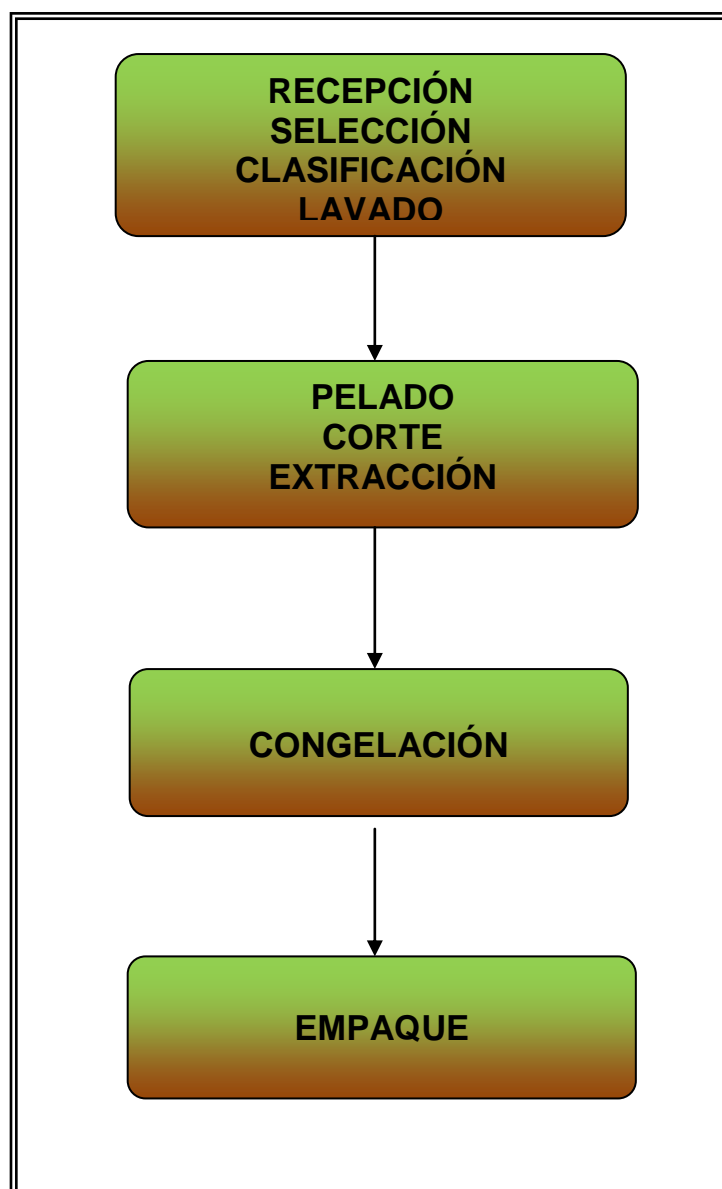 RECEPCIÓN
SELECCIÓN
CLASIFICACIÓN
LAVADO
PELADO
CORTE
EXTRACCIÓN
CONGELACIÓN
EMPAQUE